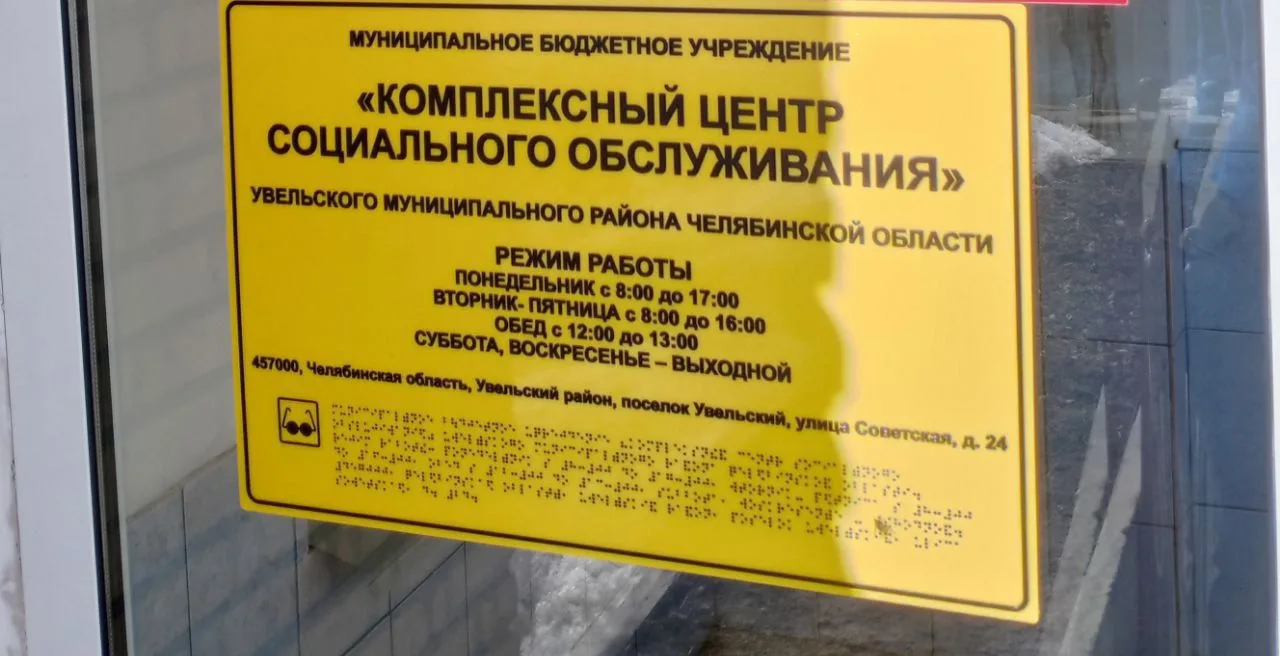 МУНИЦИПАЛЬНОЕ БЮДЖЕТНОЕ УЧРЕЖДЕНИЕ
«КОМПЛЕКСНЫЙ ЦЕНТР
СОЦИАЛЬНОГО ОБСЛУЖИВАНИЯ»
УВЕЛЬСКОГО МУНИЦИПАЛЬНОГО РАЙОНА ЧЕЛЯБИНСКОЙ ОБЛАСТИ
РЕЖИМ РАБОТЫ
ПОНЕДЕЛЬНИК с 8:00 до 17:00
ВТОРНИК- ПЯТНИЦА с 8:00 до 16:00
ОБЕД с 12:00 до 13:00
СУББОТА, ВОСКРЕСЕНЬЕ – ВЫХОДНОЙ
457000, Челябинская область, Увельский район, поселок Увельский, улица Советская, д. 24